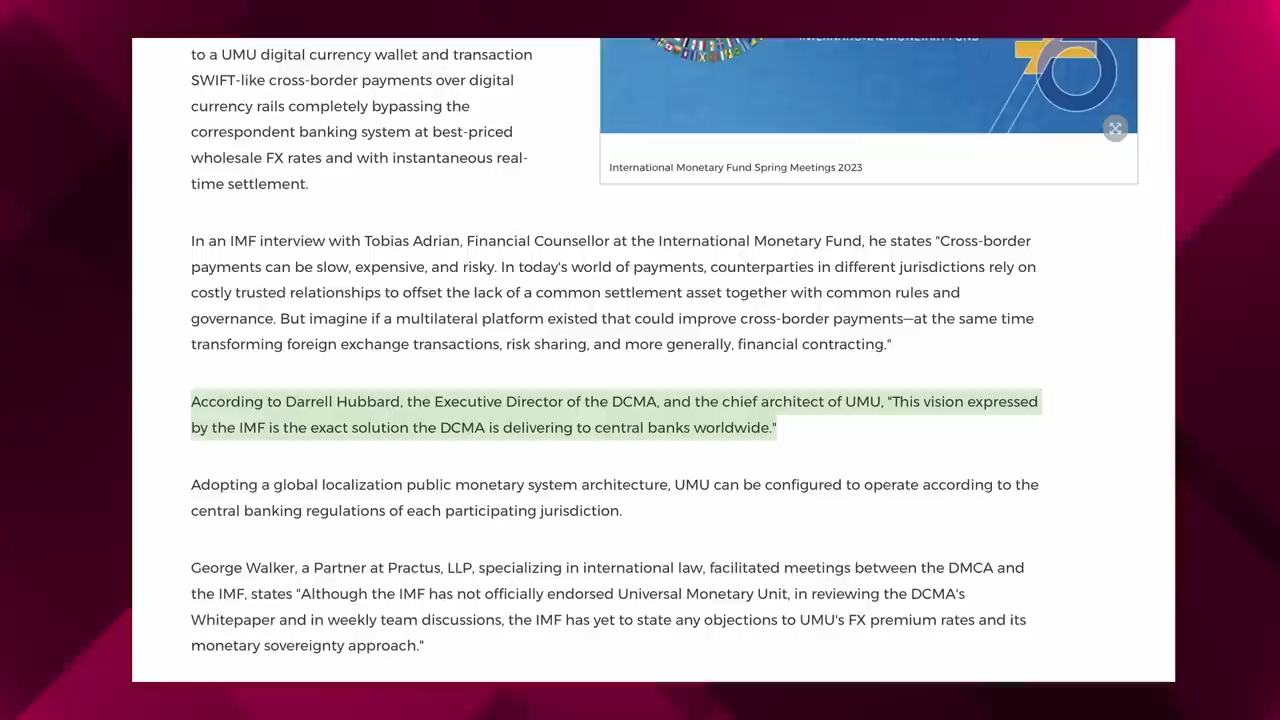 to a UMU digital currency wallet and transaction
SWIFT-like cross-border payments over digital
currency rails completely bypassing the
correspondent banking system at best-priced
wholesale FX rates and with instantaneous real-
time settlement.
INTERNATIONAL MONETARY FUND
International Monetary Fund Spring Meetings 2023
In an IMF interview with Tobias Adrian, Financial Counsellor at the International Monetary Fund, he states "Cross-border
payments can be slow, expensive, and risky. In today's world of payments, counterparties in different jurisdictions rely on
costly trusted relationships to offset the lack of a common settlement asset together with common rules and
governance. But imagine if a multilateral platform existed that could improve cross-border payments—at the same time
transforming foreign exchange transactions, risk sharing, and more generally, financial contracting."
According to Darrell Hubbard, the Executive Director of the DCMA, and the chief architect of UMU, "This vision expressed
by the IMF is the exact solution the DCMA is delivering to central banks worldwide."
Adopting a global localization public monetary system architecture, UMU can be configured to operate according to the
central banking regulations of each participating jurisdiction.
George Walker, a Partner at Practus, LLP, specializing in international law, facilitated meetings between the DMCA and
the IMF, states "Although the IMF has not officially endorsed Universal Monetary Unit, in reviewing the DCMA's
Whitepaper and in weekly team discussions, the IMF has yet to state any objections to UMU's FX premium rates and its
monetary sovereignty approach."